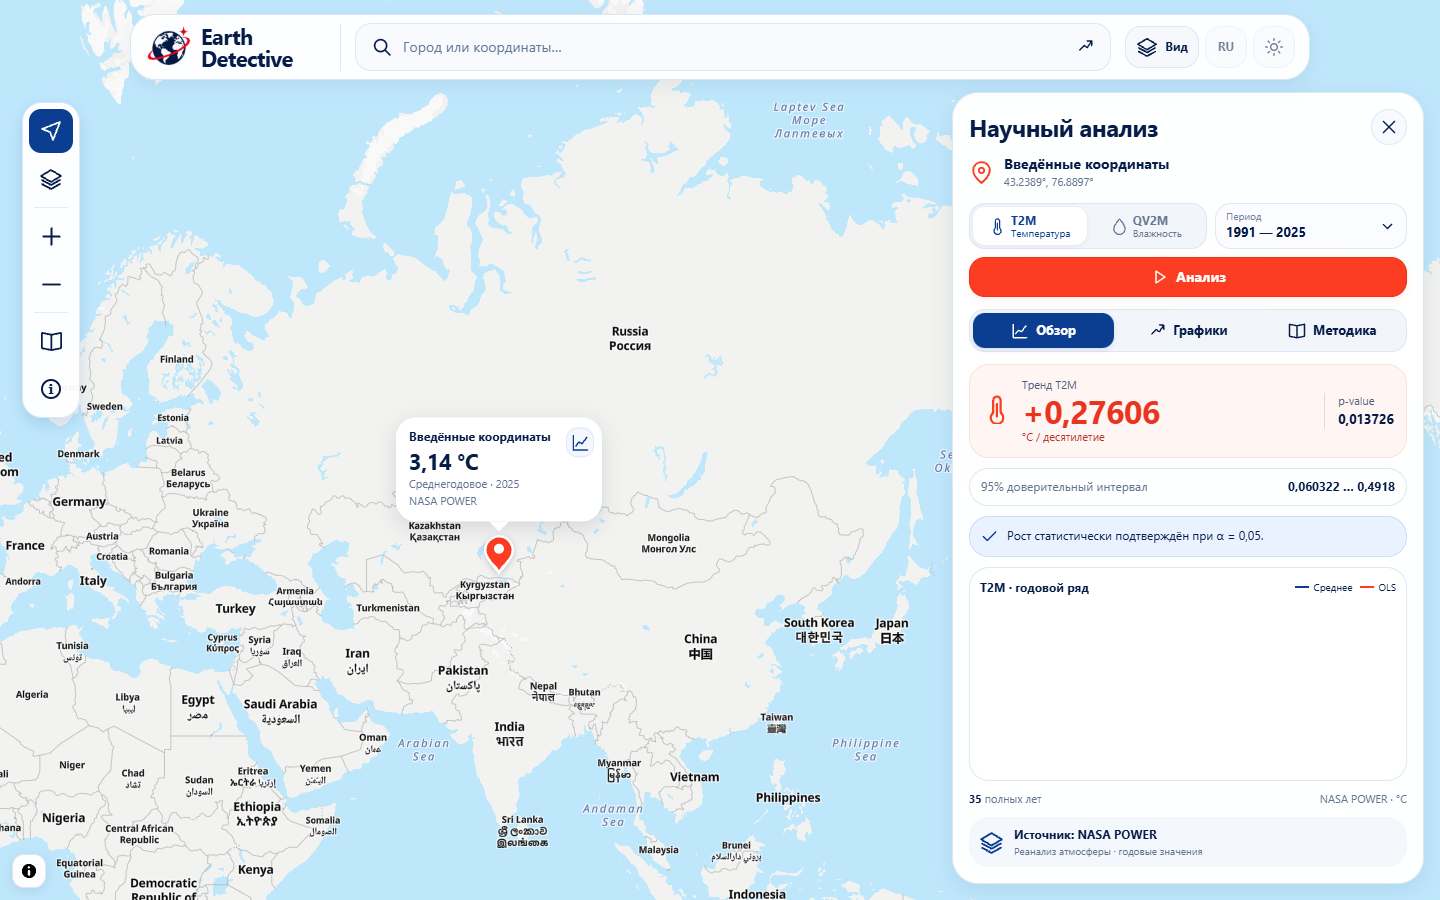 Earth
Detective
Город или координаты...
Вид
RU
Научный анализ
Введённые координаты
43.2389°, 76.8897°
T2M
Температура
QV2M
Влажность
Период
1991 — 2025
Анализ
Обзор
Графики
Методика
Тренд T2M
+0,27606
°C / десятилетие
p-value
0,013726
95% доверительный интервал
0,060322 ... 0,4918
Рост статистически подтверждён при α = 0,05.
T2M · годовой ряд
Среднее
OLS
35 полных лет
NASA POWER · °C
Источник: NASA POWER
Реанализ атмосферы · годовые значения
Введённые координаты
3,14 °C
Среднегодовое · 2025
NASA POWER
Laptev Sea
Море
Лаптевых
Russia
Россия
Finland
Sweden
Estonia
Latvia
Denmark
Belarus
Беларусь
Germany
Ukraine
Україна
France
Austria
Croatia
Romania
Andorra
Italy
Bulgaria
България
Armenia
Հայաստան
Turkey
Kazakhstan
Қазақстан
Kyrgyzstan
Кыргызстан
Turkmenistan
Mongolia
Монгол Улс
Cyprus
Κύπρος
Syria
سوريا
Iraq
العراق
Iran
ایران
Tunisia
تونس
China
中国
South Korea
대한민국
Japan
日本
Pakistan
پاکستان
Algeria
Libya
ليبيا
Egypt
مصر
Saudi Arabia
السعودية
Nepal
नेपाल
Bhutan
India
भारत
Taiwan
臺灣
Oman
عمان
Arabian
Sea
Philippine
Sea
Niger
Chad
تشاد
Sudan
السودان
Eritrea
ኤርትራ إرتريا
Yemen
اليمن
Myanmar
မြန်မာ
Vietnam
Ethiopia
ኢትዮጵያ
Philippines
Nigeria
Central African
Republic
Somalia
الصومال
Andaman
Sea
Sri Lanka
ශ්‍රී ලංකාව
இலங்கை
Malaysia
Brunei
بروني دارالسلام
Equatorial
Guinea
Kenya
Democratic
Republic of
Indonesia